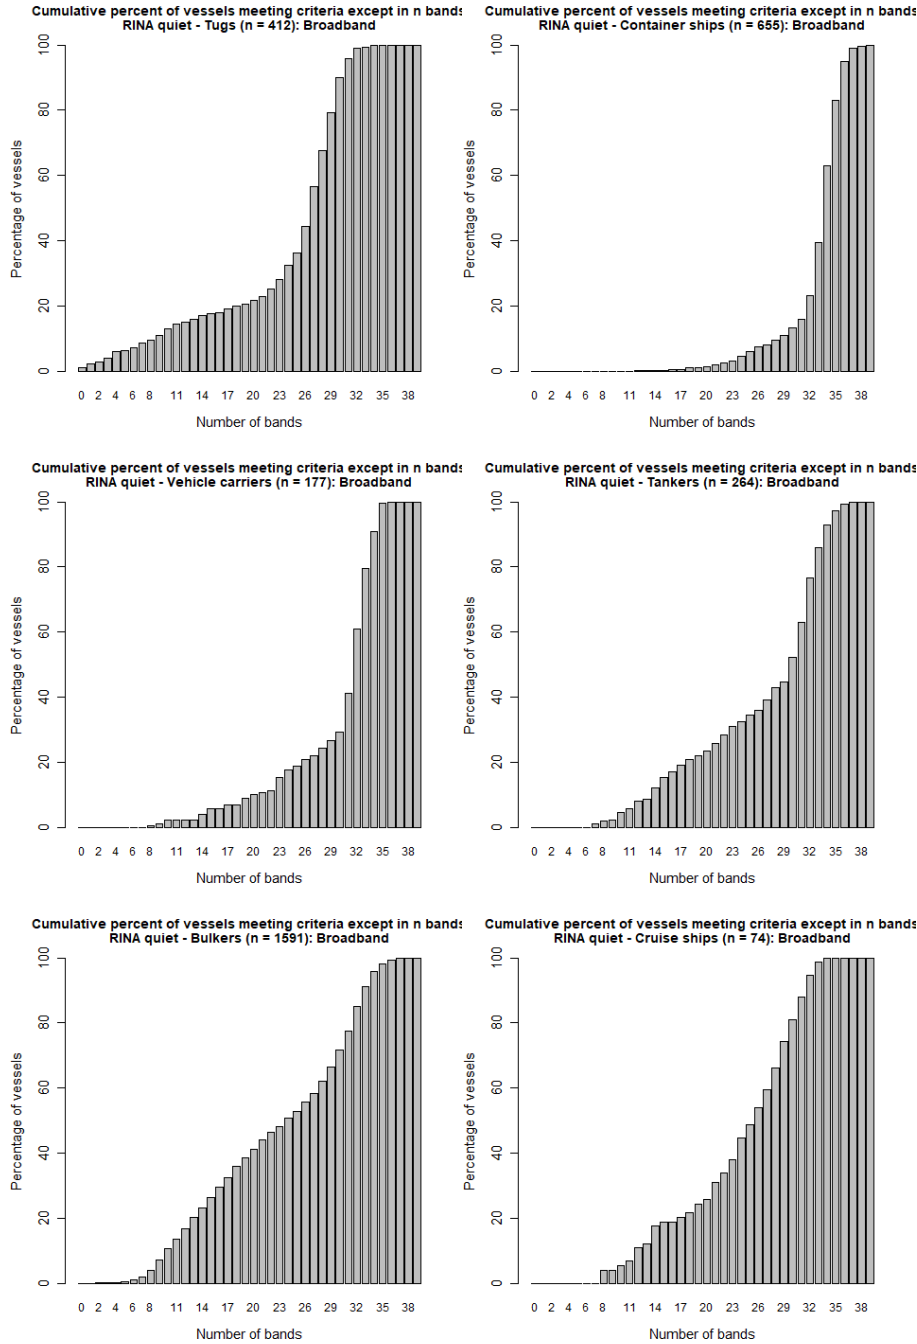 Cumulative percent of vessels meeting criteria except in n bands
RINA quiet - Tugs (n = 412): Broadband
Percentage of vessels
0 20 40 60 80 100
0 2 4 6 8 11 14 17 20 23 26 29 32 35 38
Number of bands
Cumulative percent of vessels meeting criteria except in n bands
RINA quiet - Container ships (n = 655): Broadband
Percentage of vessels
0 20 40 60 80 100
0 2 4 6 8 11 14 17 20 23 26 29 32 35 38
Number of bands
Cumulative percent of vessels meeting criteria except in n bands
RINA quiet - Vehicle carriers (n = 177): Broadband
Percentage of vessels
0 20 40 60 80 100
0 2 4 6 8 11 14 17 20 23 26 29 32 35 38
Number of bands
Cumulative percent of vessels meeting criteria except in n bands
RINA quiet - Tankers (n = 264): Broadband
Percentage of vessels
0 20 40 60 80 100
0 2 4 6 8 11 14 17 20 23 26 29 32 35 38
Number of bands
Cumulative percent of vessels meeting criteria except in n bands
RINA quiet - Bulkers (n = 1591): Broadband
Percentage of vessels
0 20 40 60 80 100
0 2 4 6 8 11 14 17 20 23 26 29 32 35 38
Number of bands
Cumulative percent of vessels meeting criteria except in n bands
RINA quiet - Cruise ships (n = 74): Broadband
Percentage of vessels
0 20 40 60 80 100
0 2 4 6 8 11 14 17 20 23 26 29 32 35 38
Number of bands